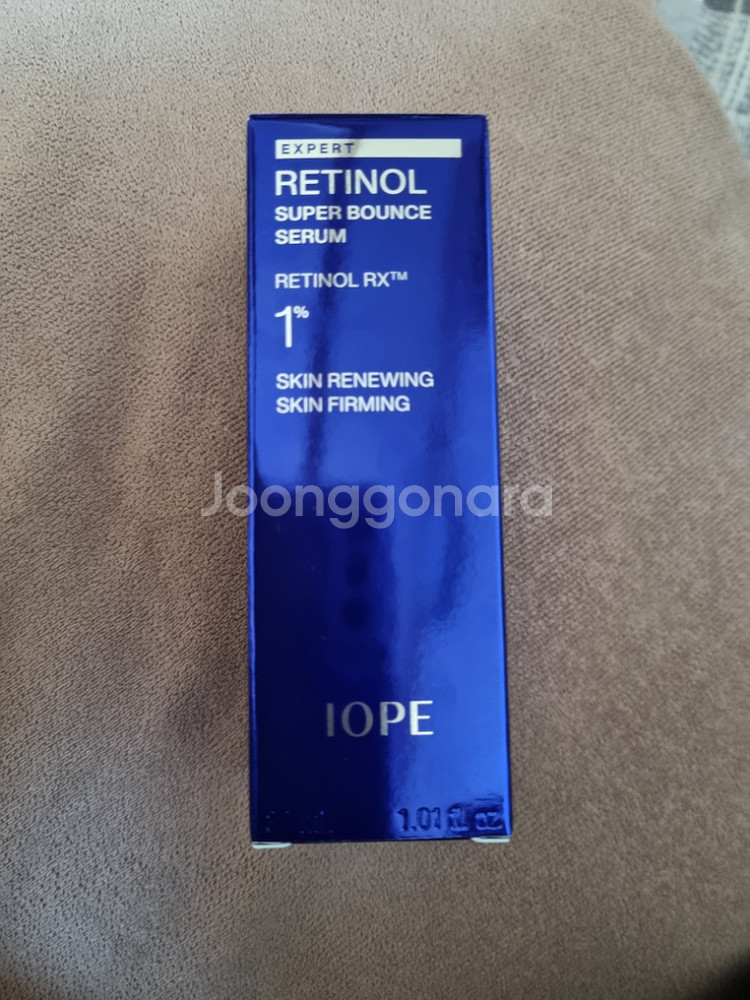 EXPERT
RETINOL
SUPER BOUNCE
SERUM
RETINOL RX™
1%
SKIN RENEWING
SKIN FIRMING
Joonggonara
IOPE
1.01 fl. oz